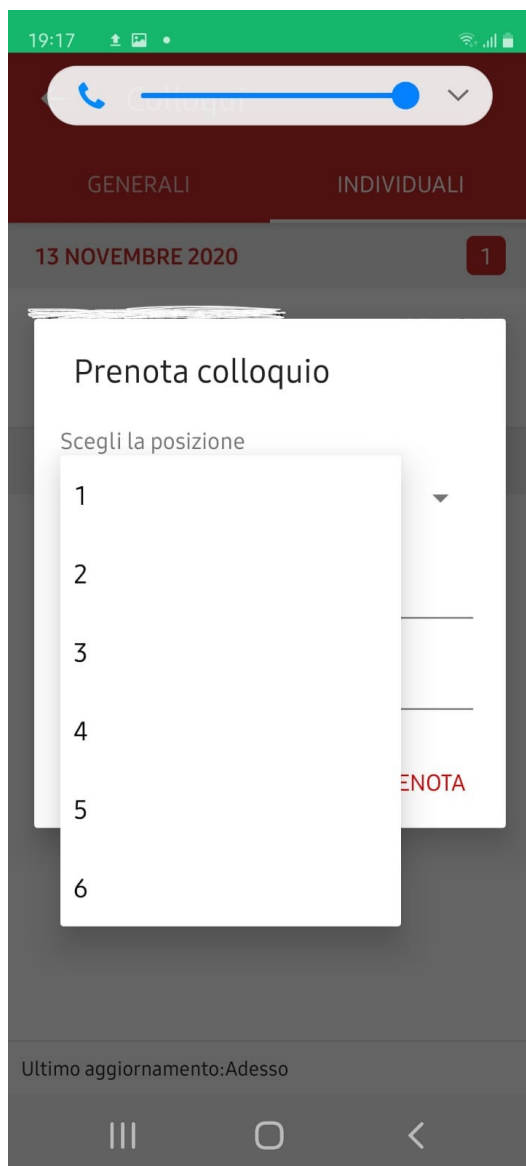 19:17
Colloqui
GENERALI INDIVIDUALI
13 NOVEMBRE 2020 1
Prenota colloquio
Scegli la posizione
1
2
3
4
5
6
ENOTA
Ultimo aggiornamento:Adesso